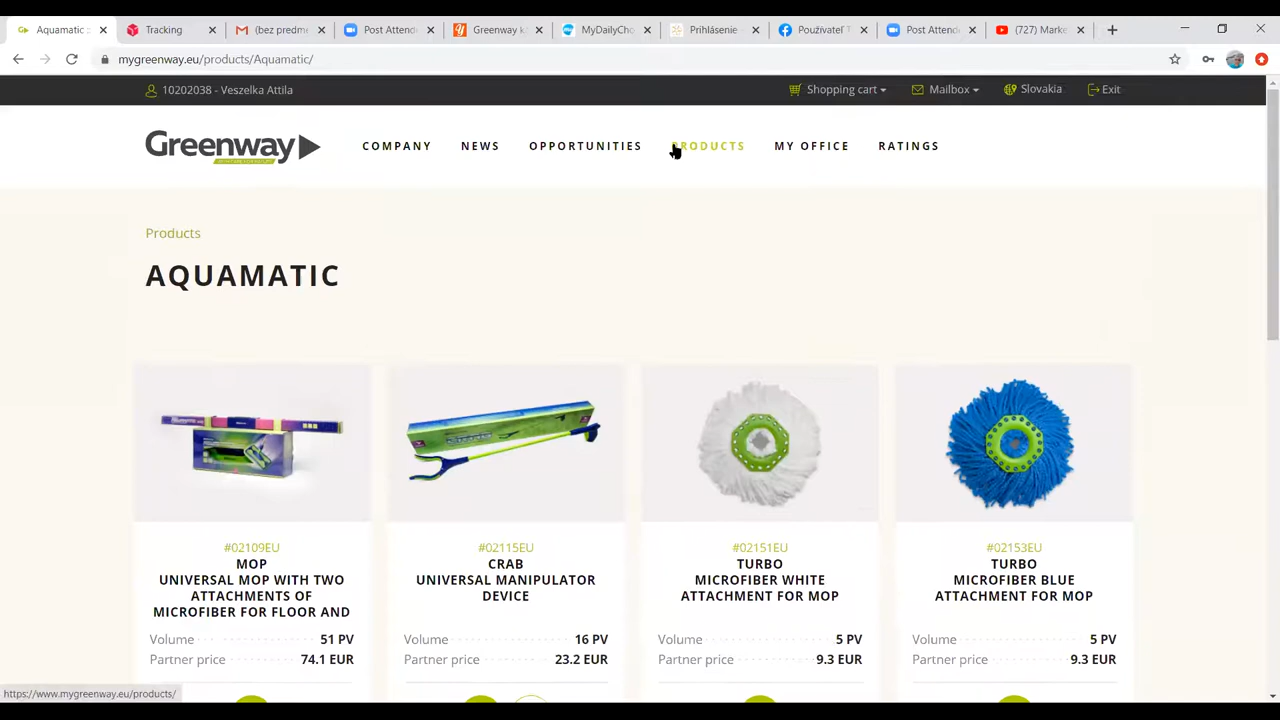 Aquamatic ::
Tracking
(bez predm
Post Attend
Greenway k
MyDailyCho
Prihlásenie
Používateľ T
Post Attend
(727) Marke
mygreenway.eu/products/Aquamatic/
10202038 - Veszelka Attila
Shopping cart
Mailbox
Slovakia
Exit
Greenway
COMPANY
NEWS
OPPORTUNITIES
PRODUCTS
MY OFFICE
RATINGS
Products
AQUAMATIC
#02109EU
MOP
UNIVERSAL MOP WITH TWO
ATTACHMENTS OF
MICROFIBER FOR FLOOR AND
Volume 51 PV
Partner price 74.1 EUR
#02115EU
CRAB
UNIVERSAL MANIPULATOR
DEVICE
Volume 16 PV
Partner price 23.2 EUR
#02151EU
TURBO
MICROFIBER WHITE
ATTACHMENT FOR MOP
Volume 5 PV
Partner price 9.3 EUR
#02153EU
TURBO
MICROFIBER BLUE
ATTACHMENT FOR MOP
Volume 5 PV
Partner price 9.3 EUR
https://www.mygreenway.eu/products/